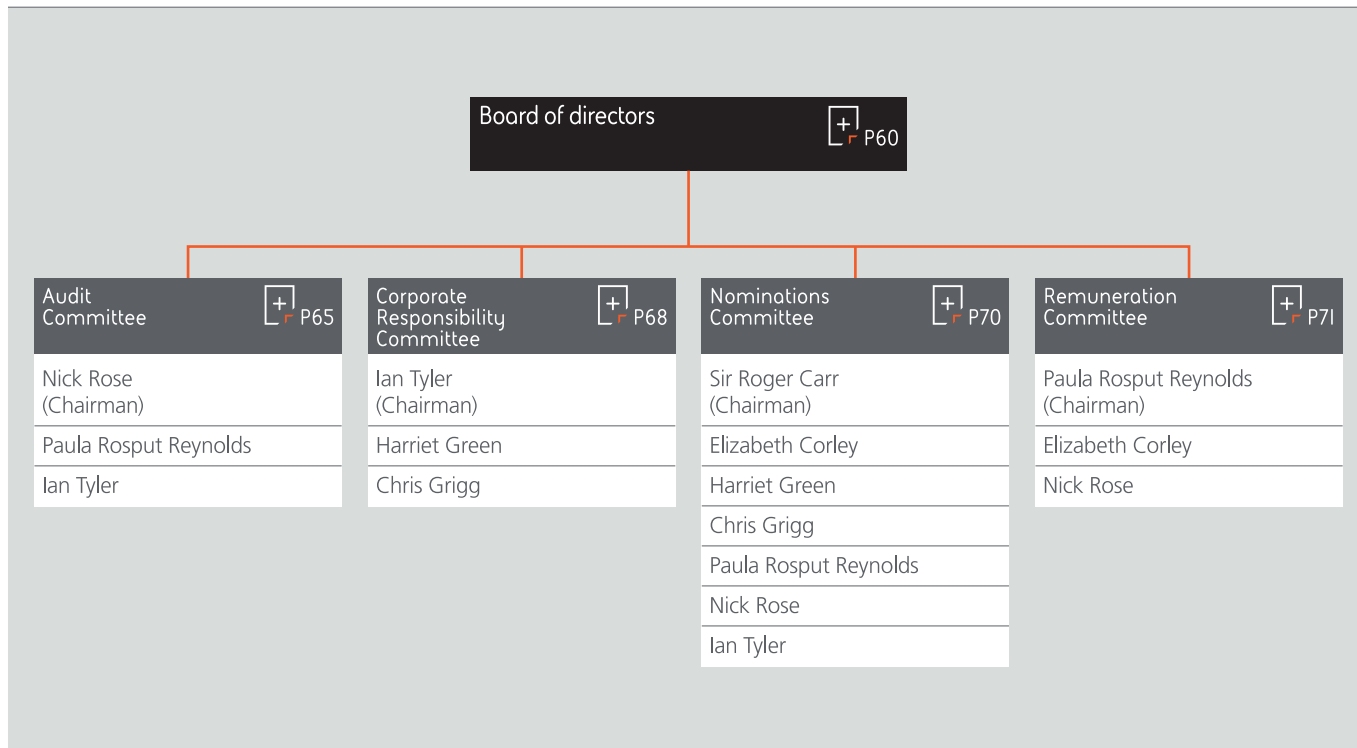 Board of directors
P60
Audit
Committee
P65
Nick Rose
(Chairman)
Paula Rosput Reynolds
Ian Tyler
Corporate
Responsibility
Committee
P68
Ian Tyler
(Chairman)
Harriet Green
Chris Grigg
Nominations
Committee
P70
Sir Roger Carr
(Chairman)
Elizabeth Corley
Harriet Green
Chris Grigg
Paula Rosput Reynolds
Nick Rose
Ian Tyler
Remuneration
Committee
P71
Paula Rosput Reynolds
(Chairman)
Elizabeth Corley
Nick Rose